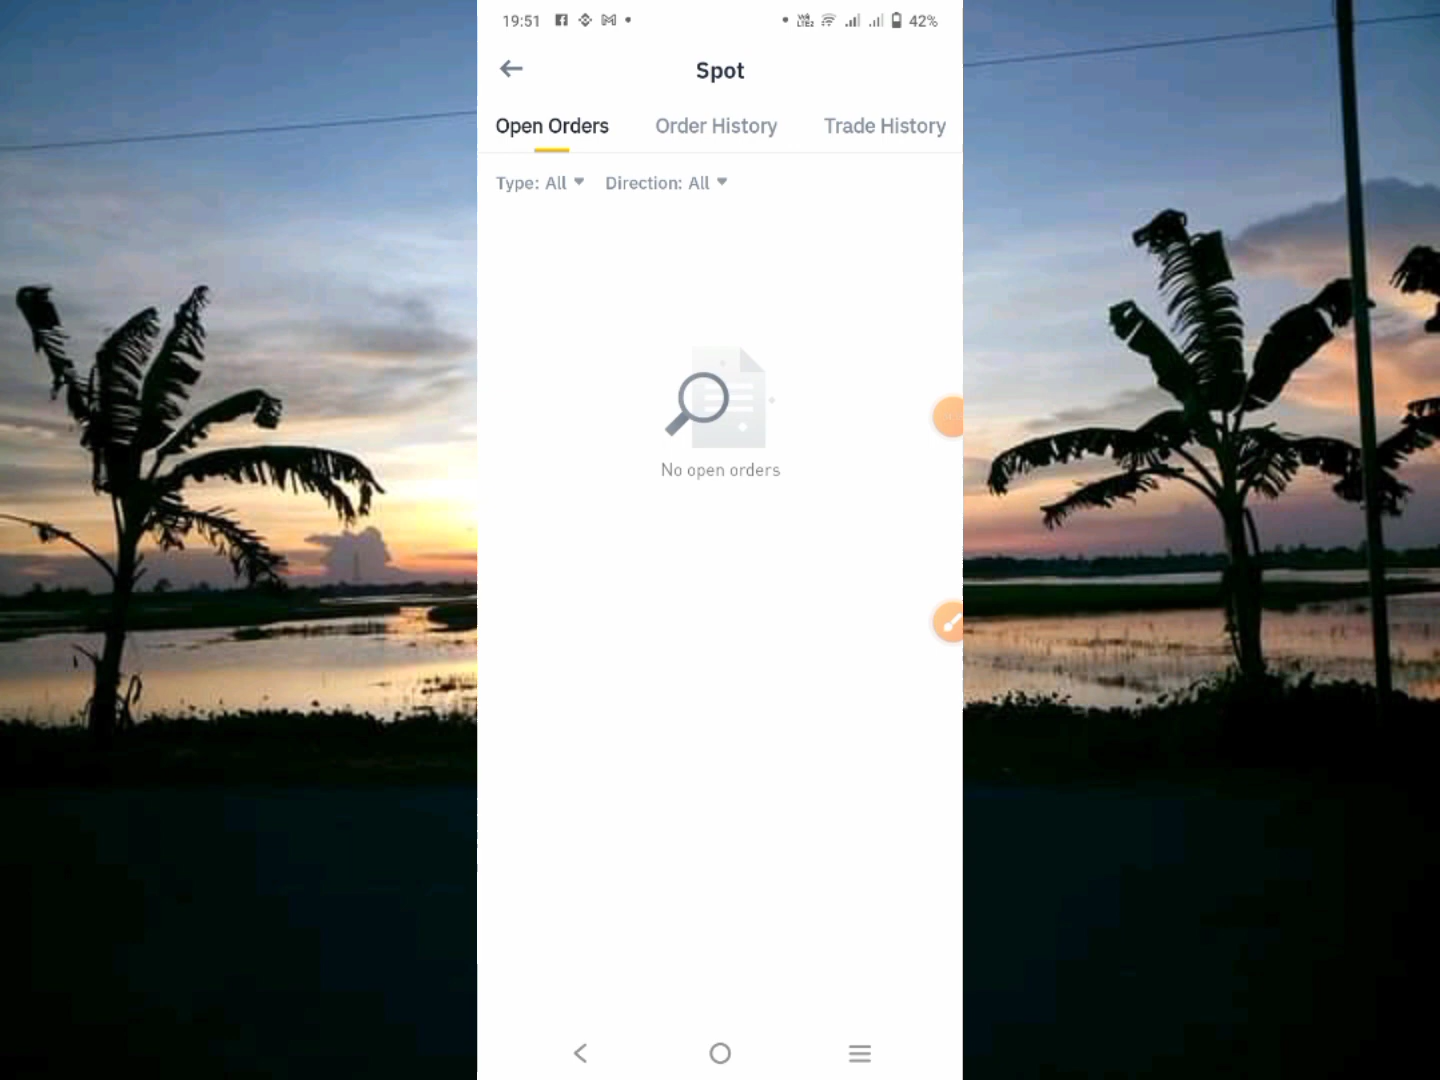 19:51 42%
Spot
Open Orders Order History Trade History
Type: All Direction: All
No open orders